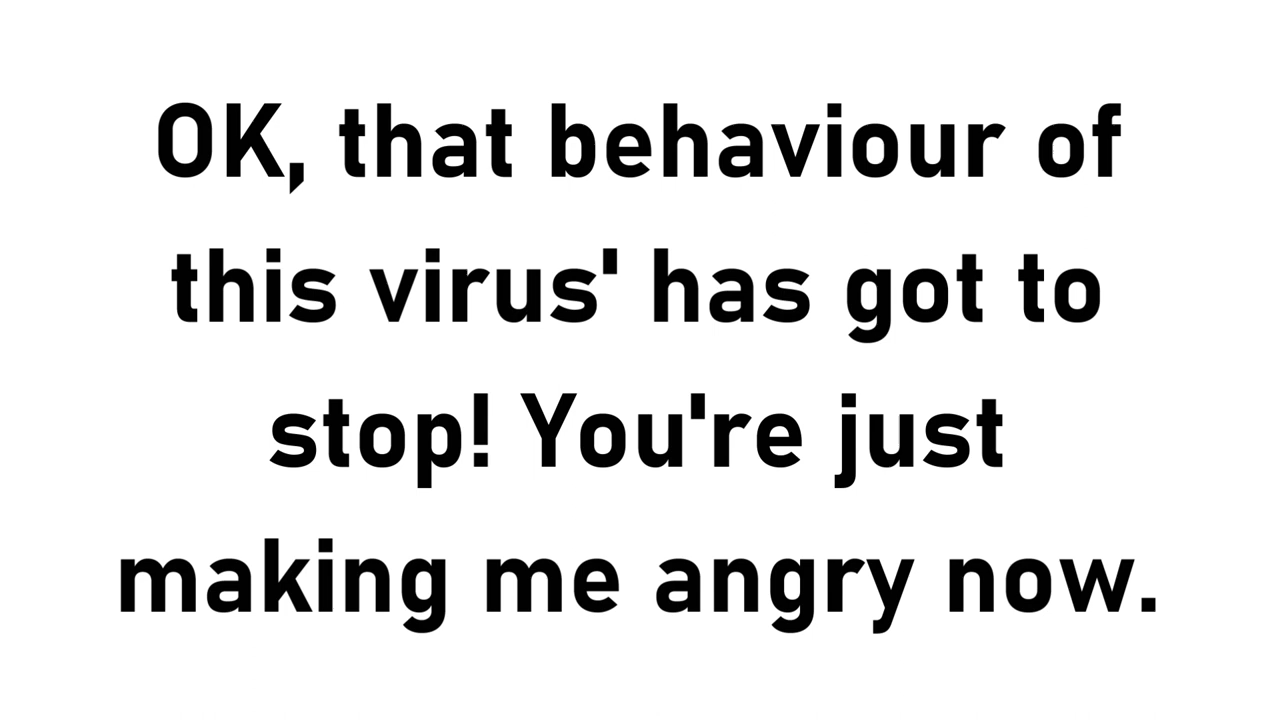 OK, that behaviour of
this virus' has got to
stop! You're just
making me angry now.